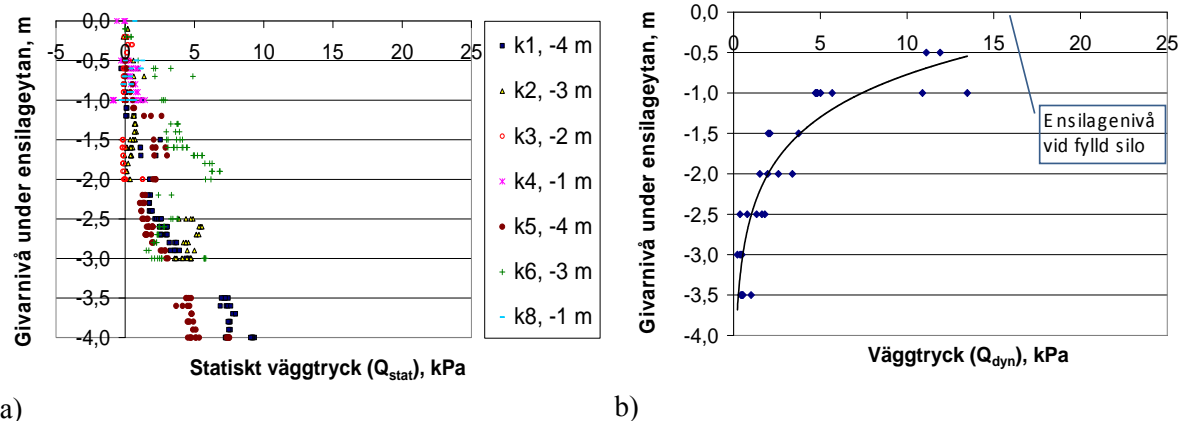 0,0
-0,5
-1,0
-1,5
-2,0
-2,5
-3,0
-3,5
-4,0
-5 0 5 10 15 20 25
Givarnivå under ensilageytan, m
Statiskt väggtryck (Qstat), kPa
k1, -4 m
k2, -3 m
k3, -2 m
k4, -1 m
k5, -4 m
k6, -3 m
k8, -1 m
a)
0,0
-0,5
-1,0
-1,5
-2,0
-2,5
-3,0
-3,5
-4,0
0 5 10 15 20 25
Givarnivå under ensilageytan, m
Väggtryck (Qdyn), kPa
Ensilagenivå
vid fylld silo
b)